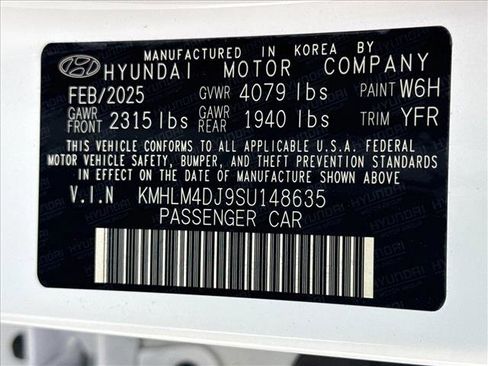 MANUFACTURED IN KOREA BY
HYUNDAI MOTOR COMPANY
FEB/2025 GVWR 4079 lbs PAINT W6H
GAWR FRONT 2315 lbs GAWR REAR 1940 lbs TRIM YFR
THIS VEHICLE CONFORMS TO ALL APPLICABLE U.S.A. FEDERAL
MOTOR VEHICLE SAFETY, BUMPER, AND THEFT PREVENTION STANDARDS
IN EFFECT ON THE DATE OF MANUFACTURE SHOWN ABOVE.
V.I.N KMHLM4DJ9SU148635
PASSENGER CAR